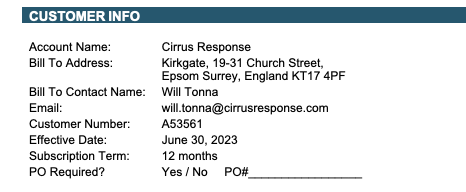 CUSTOMER INFO
Account Name: Cirrus Response
Bill To Address: Kirkgate, 19-31 Church Street,
Epsom Surrey, England KT17 4PF
Bill To Contact Name: Will Tonna
Email: will.tonna@cirrusresponse.com
Customer Number: A53561
Effective Date: June 30, 2023
Subscription Term: 12 months
PO Required? Yes / No PO#_________________